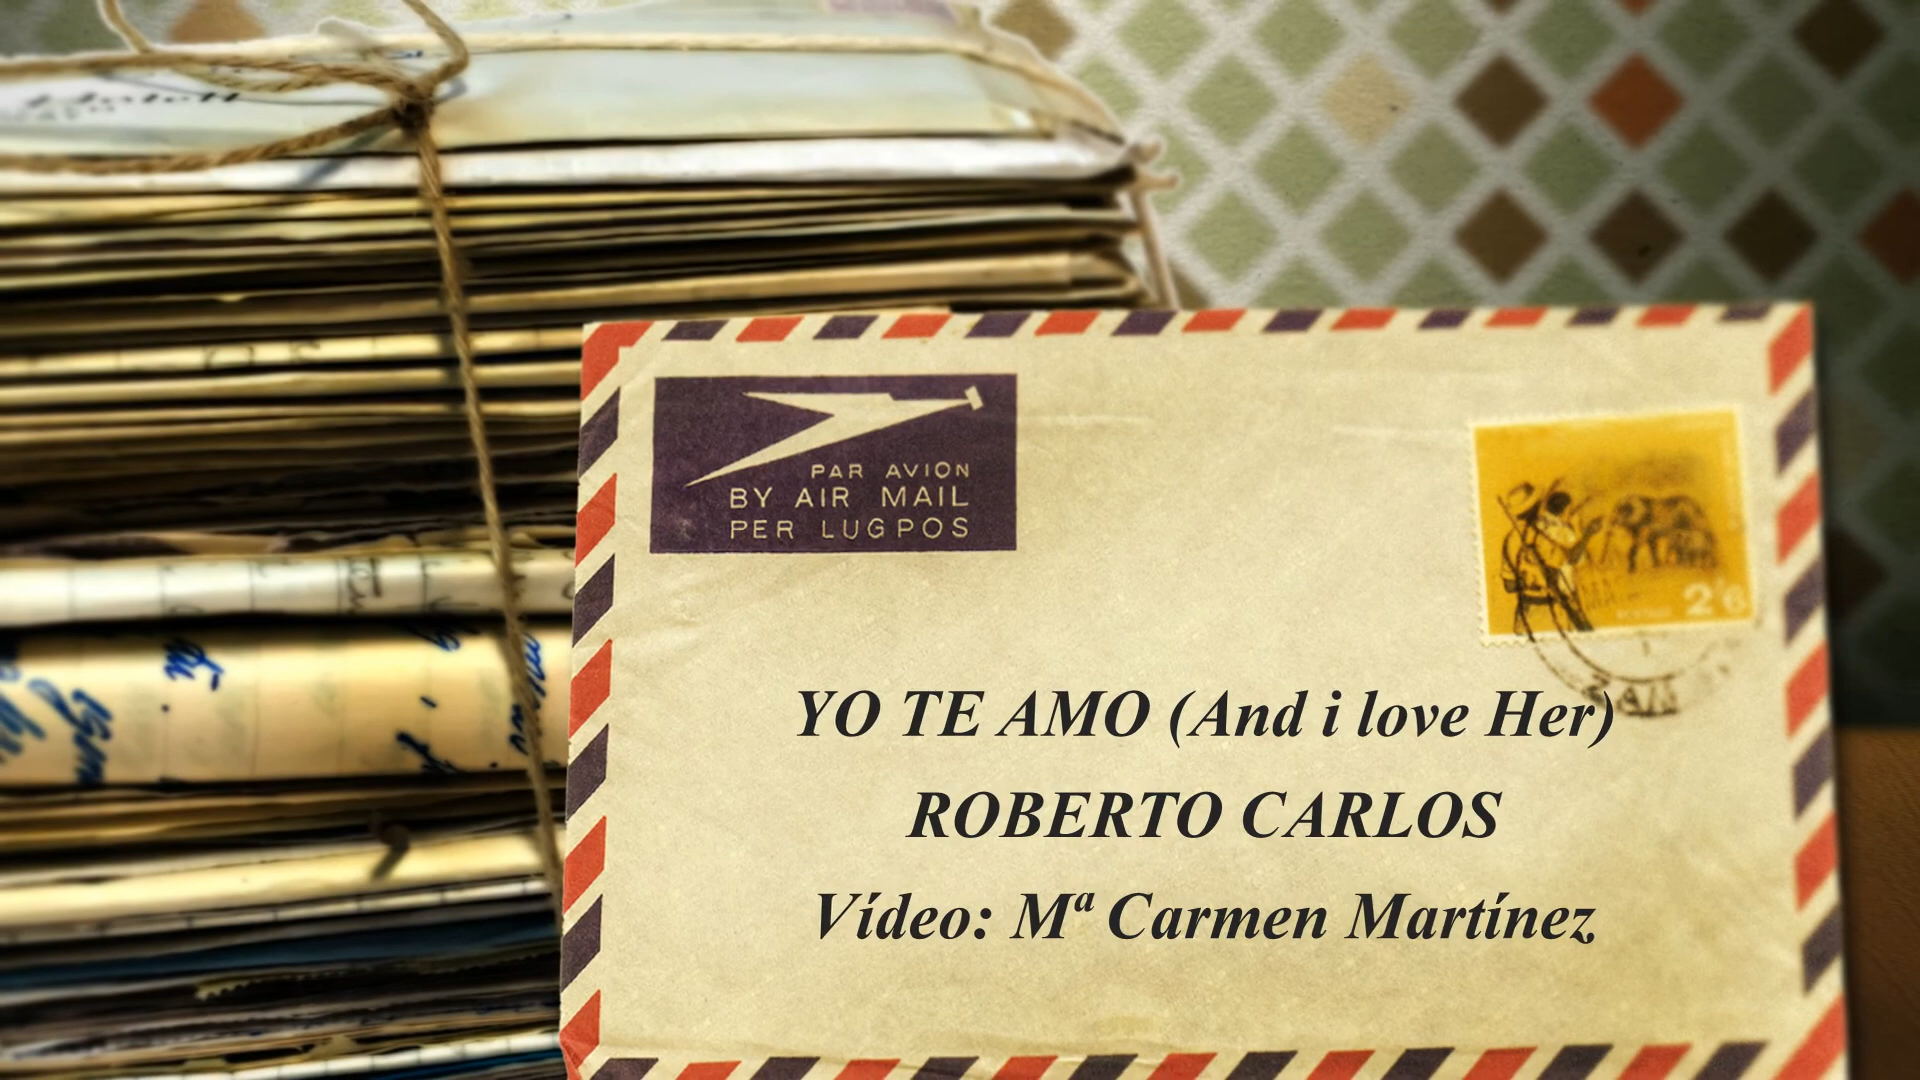 PAR AVION
BY AIR MAIL
PER LUGPOS
2'6
YO TE AMO (And i love Her)
ROBERTO CARLOS
Vídeo: Mª Carmen Martínez